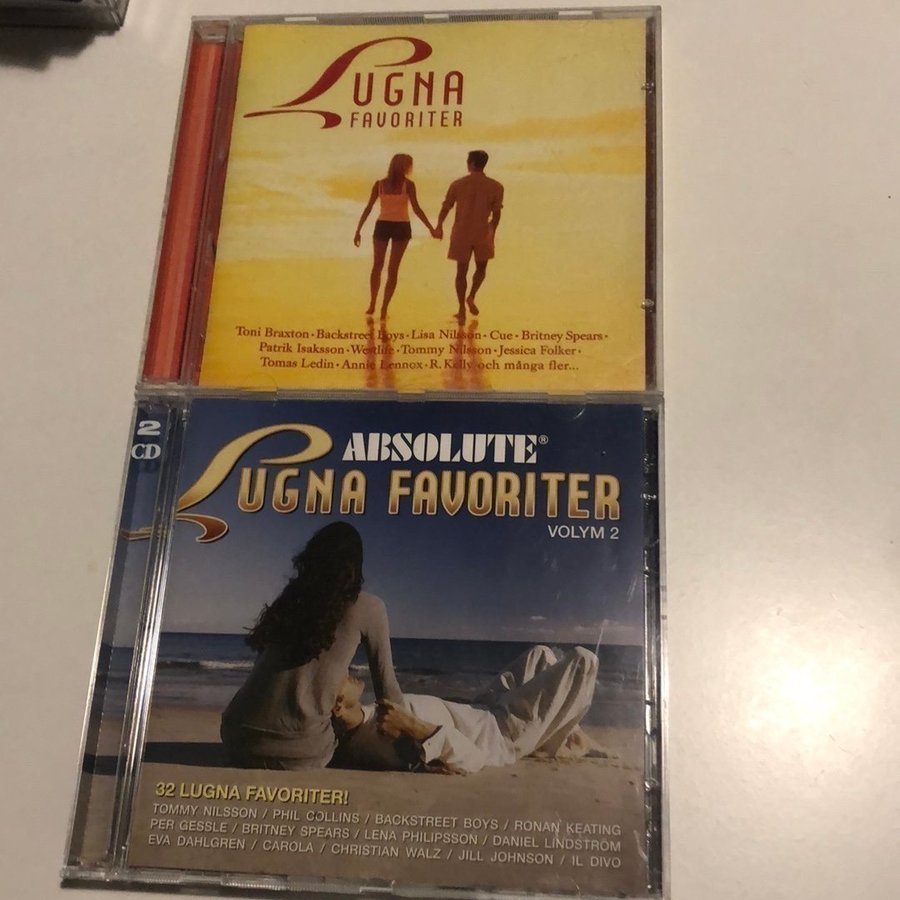 LUGNA
FAVORITER
Toni Braxton · Backstreet Boys · Lisa Nilsson · Cue · Britney Spears ·
Patrik Isaksson · Westlife · Tommy Nilsson · Jessica Folker ·
Tomas Ledin · Annie Lennox · R. Kelly och många fler...
2
CD
ABSOLUTE®
LUGNA FAVORITER
VOLYM 2
32 LUGNA FAVORITER!
TOMMY NILSSON / PHIL COLLINS / BACKSTREET BOYS / RONAN KEATING
PER GESSLE / BRITNEY SPEARS / LENA PHILIPSSON / DANIEL LINDSTRÖM
EVA DAHLGREN / CAROLA / CHRISTIAN WALZ / JILL JOHNSON / IL DIVO